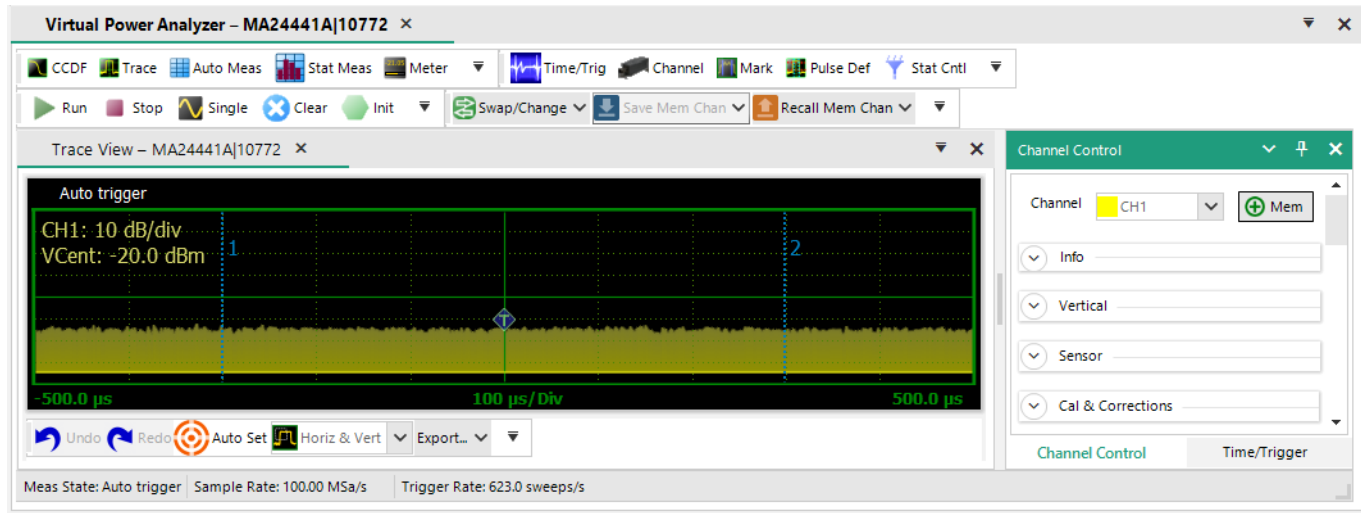 Virtual Power Analyzer – MA24441A|10772
CCDF Trace Auto Meas Stat Meas Meter Time/Trig Channel Mark Pulse Def Stat Cntl
Run Stop Single Clear Init Swap/Change Save Mem Chan Recall Mem Chan
Trace View – MA24441A|10772
Channel Control
Auto trigger
CH1: 10 dB/div
VCent: -20.0 dBm
1
2
T
-500.0 µs 100 µs/Div 500.0 µs
Channel CH1 Mem
Info
Vertical
Sensor
Cal & Corrections
Undo Redo Auto Set Horiz & Vert Export...
Channel Control Time/Trigger
Meas State: Auto trigger Sample Rate: 100.00 MSa/s Trigger Rate: 623.0 sweeps/s